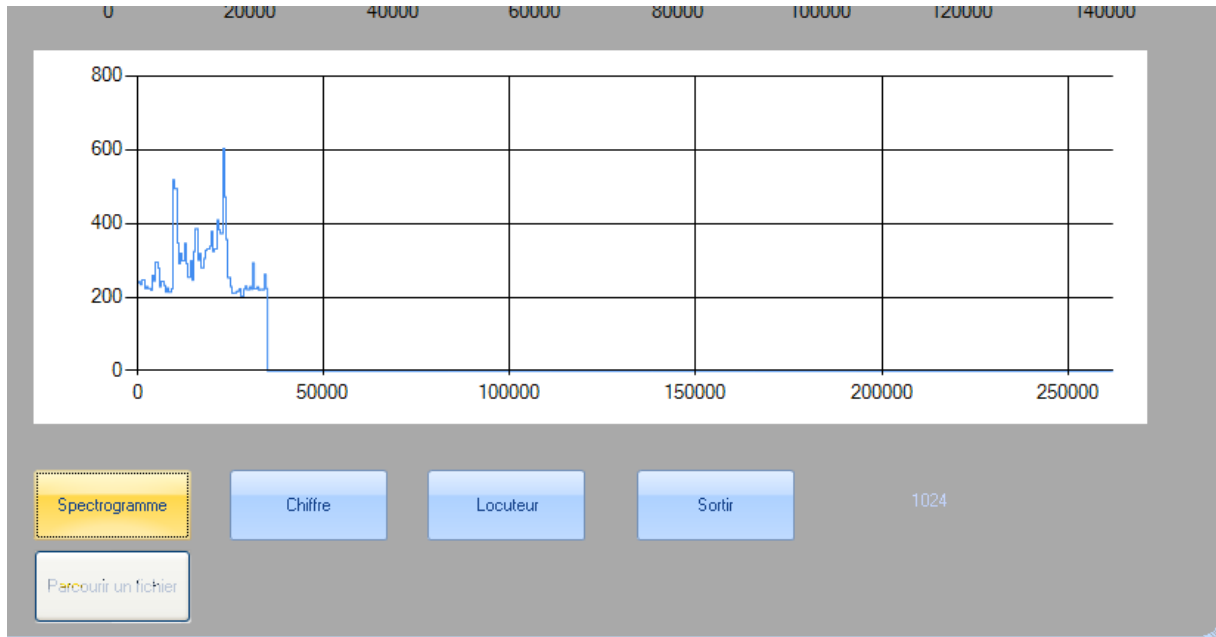 0 20000 40000 60000 80000 100000 120000 140000
800
600
400
200
0
0 50000 100000 150000 200000 250000
Spectrogramme Chiffre Locuteur Sortir 1024
Parcourir un fichier